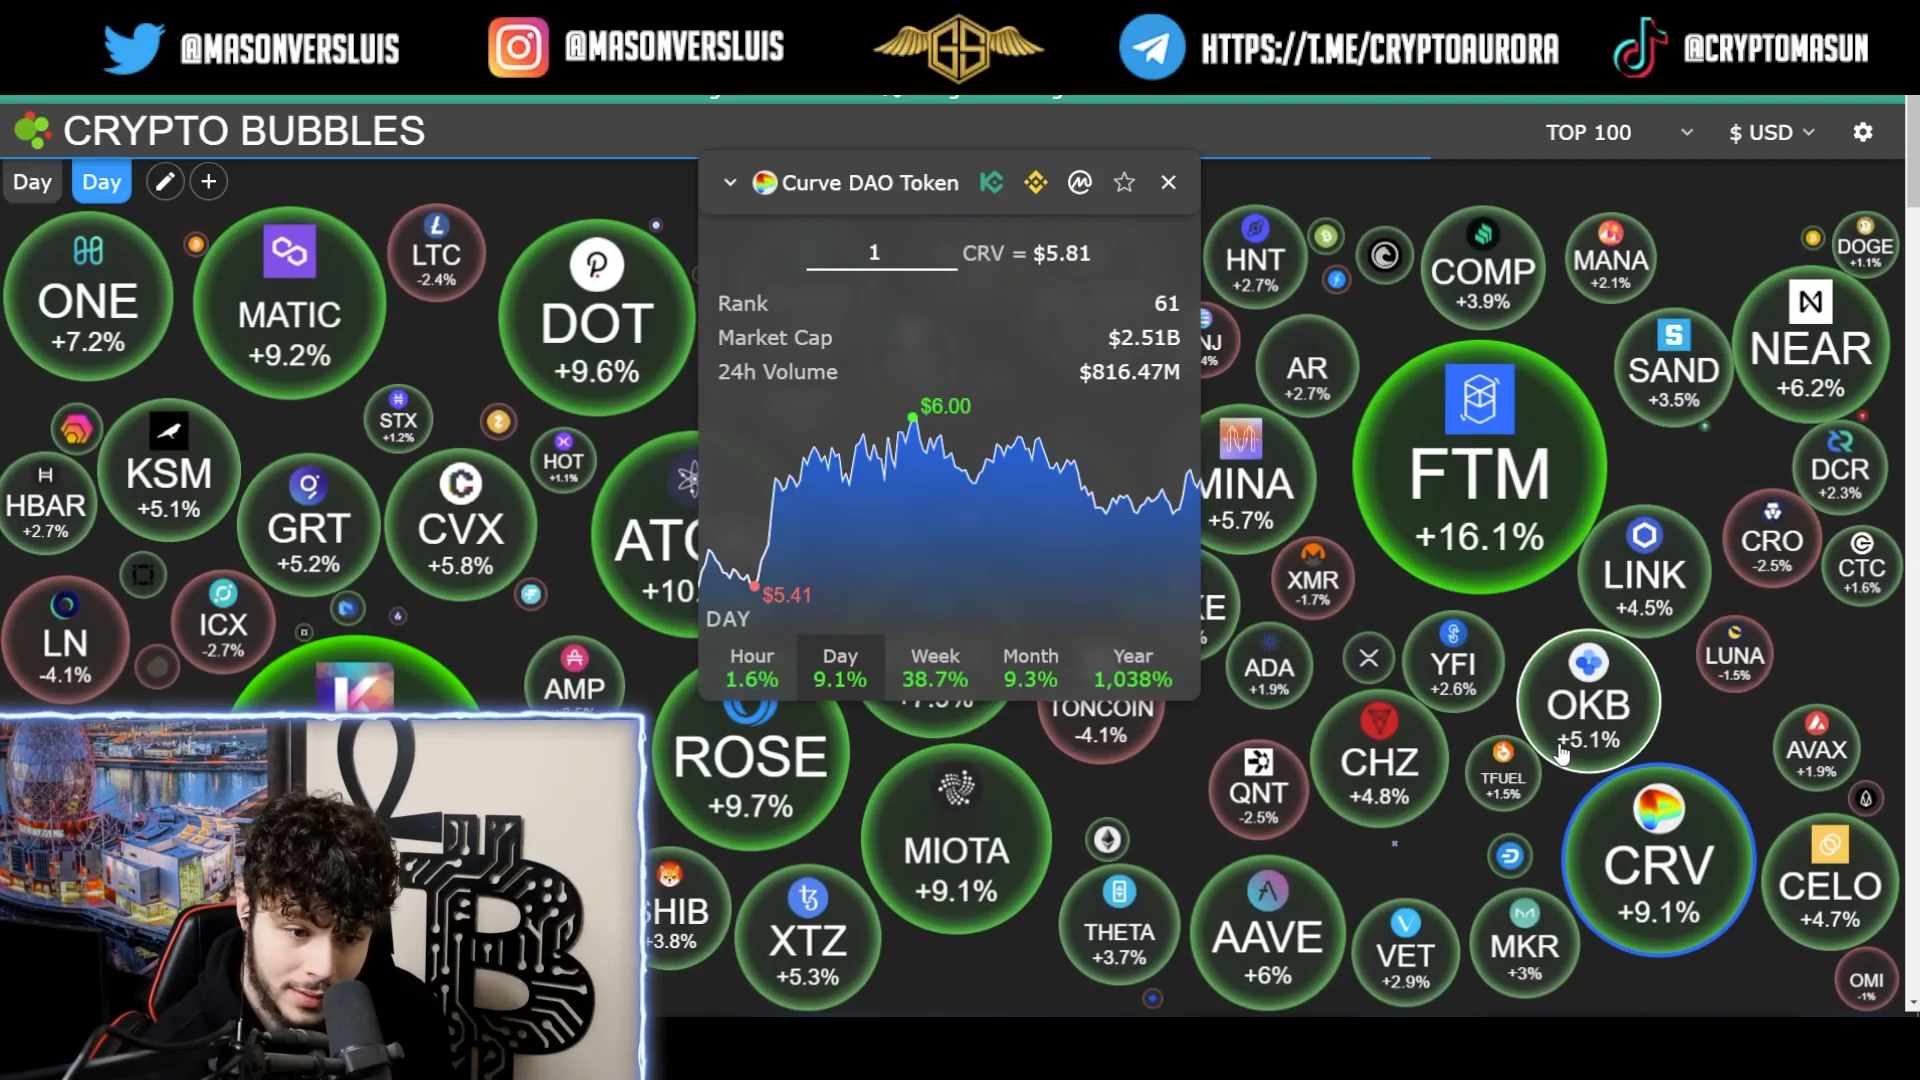 @MASONVERSLUIS
@MASONVERSLUIS
GS
HTTPS://T.ME/CRYPTOAURORA
@CRYPTOMASUN
CRYPTO BUBBLES
TOP 100
$ USD
Day
Day
Curve DAO Token
1
CRV = $5.81
Rank
61
Market Cap
$2.51B
24h Volume
$816.47M
$6.00
$5.41
DAY
Hour
1.6%
Day
9.1%
Week
38.7%
Month
9.3%
Year
1,038%
ONE
+7.2%
MATIC
+9.2%
LTC
-2.4%
DOT
+9.6%
HNT
+2.7%
COMP
+3.9%
MANA
+2.1%
DOGE
+1.1%
NJ
4%
AR
+2.7%
SAND
+3.5%
NEAR
+6.2%
STX
+1.2%
HOT
+1.1%
HBAR
+2.7%
KSM
+5.1%
GRT
+5.2%
CVX
+5.8%
ATO
+10.
MINA
+5.7%
FTM
+16.1%
DCR
+2.3%
LINK
+4.5%
CRO
-2.5%
CTC
+1.6%
XMR
-1.7%
KE
%
LN
-4.1%
ICX
-2.7%
AMP
ADA
+1.9%
YFI
+2.6%
OKB
+5.1%
LUNA
-1.5%
TONCOIN
-4.1%
ROSE
+9.7%
MIOTA
+9.1%
QNT
-2.5%
CHZ
+4.8%
TFUEL
+1.5%
AVAX
+1.9%
SHIB
+3.8%
XTZ
+5.3%
THETA
+3.7%
AAVE
+6%
VET
+2.9%
MKR
+3%
CRV
+9.1%
CELO
+4.7%
OMI
-1%